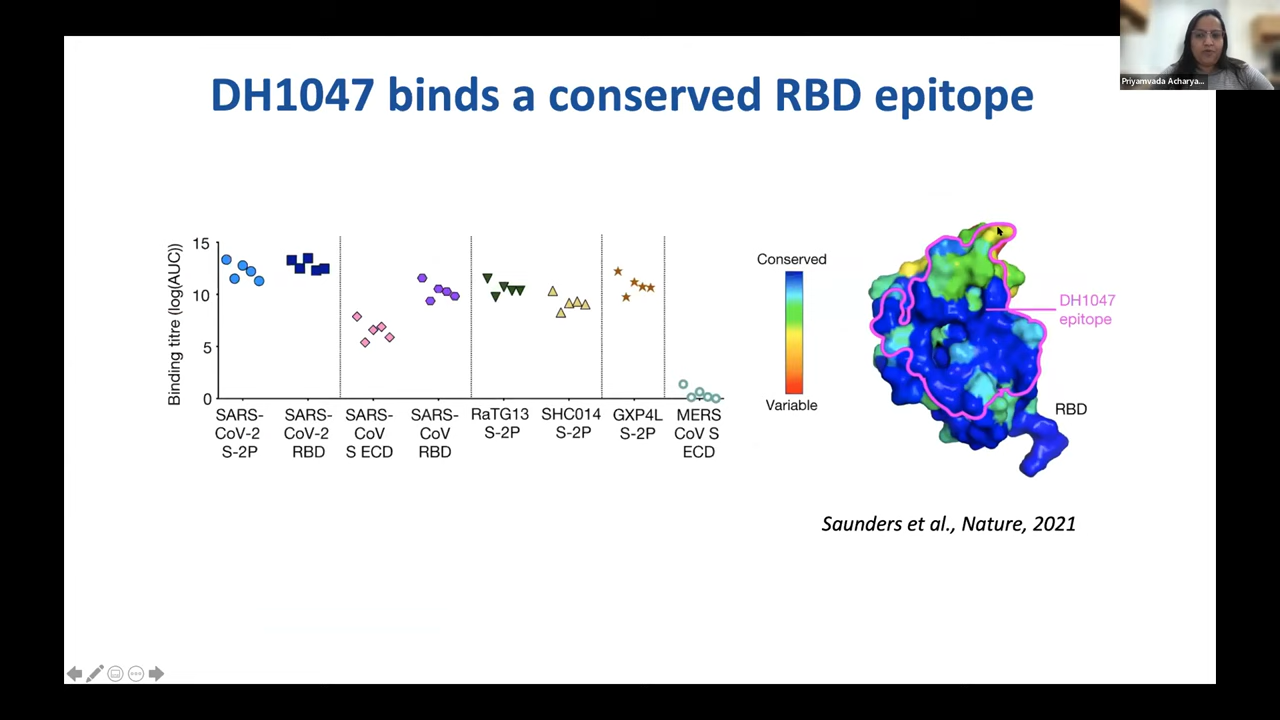 Priyamvada Acharya...
DH1047 binds a conserved RBD epitope
Binding titre (log(AUC))
15
10
5
0
SARS-
CoV-2
S-2P
SARS-
CoV-2
RBD
SARS-
CoV
S ECD
SARS-
CoV
RBD
RaTG13
S-2P
SHC014
S-2P
GXP4L
S-2P
MERS
CoV S
ECD
Conserved
Variable
DH1047
epitope
RBD
Saunders et al., Nature, 2021